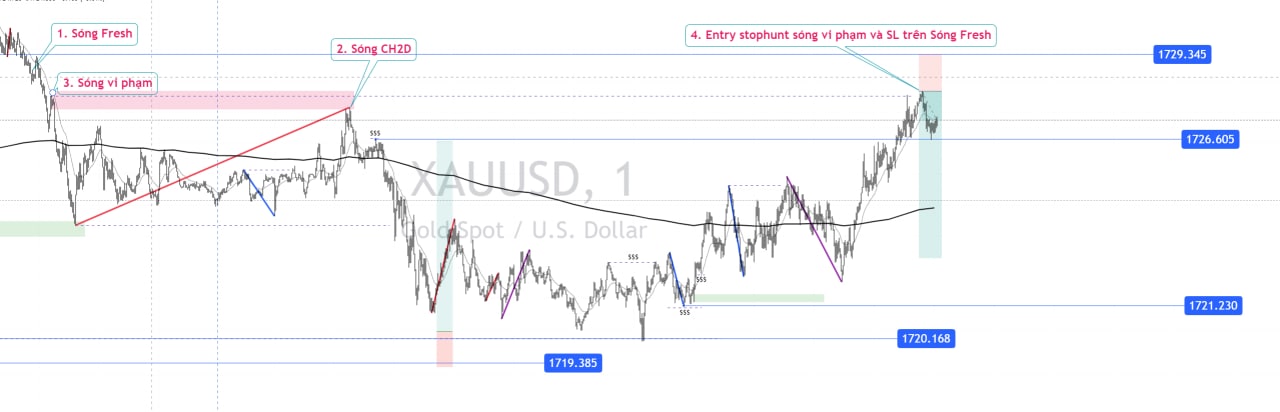 1. Sóng Fresh
2. Sóng CH2D
3. Sóng vi phạm
4. Entry stophunt sóng vi phạm và SL trên Sóng Fresh
1729.345
$$$
1726.605
XAUUSD, 1
Gold Spot / U.S. Dollar
$$$
$$$
$$$
1721.230
1720.168
1719.385